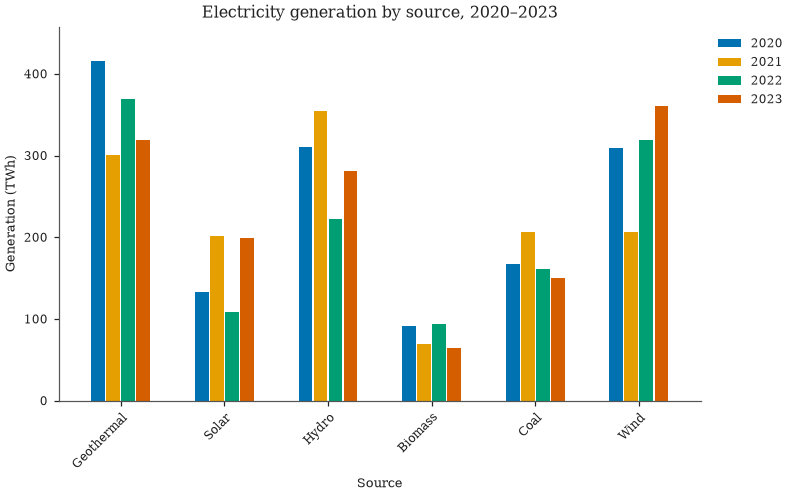 Electricity generation by source, 2020–2023
2020
2021
2022
2023
Generation (TWh)
400
300
200
100
0
Geothermal
Solar
Hydro
Biomass
Coal
Wind
Source